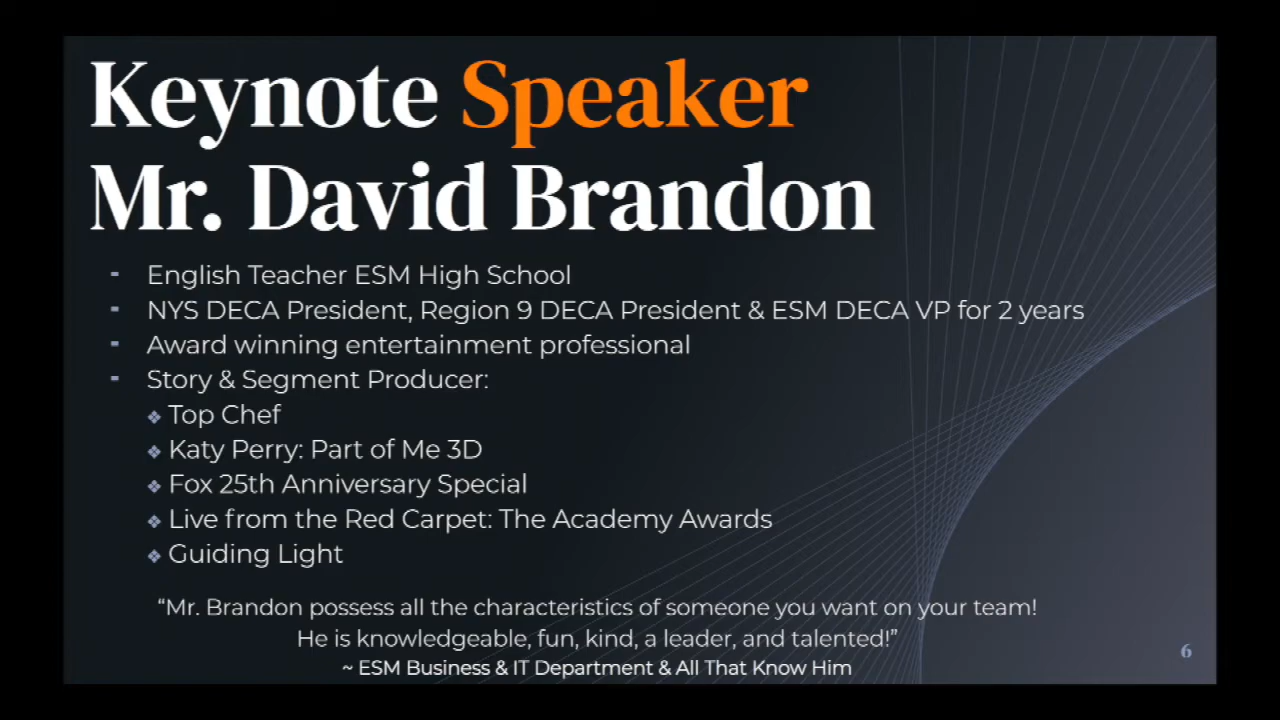 Keynote Speaker
Mr. David Brandon
- English Teacher ESM High School
- NYS DECA President, Region 9 DECA President & ESM DECA VP for 2 years
- Award winning entertainment professional
- Story & Segment Producer:
❖ Top Chef
❖ Katy Perry: Part of Me 3D
❖ Fox 25th Anniversary Special
❖ Live from the Red Carpet: The Academy Awards
❖ Guiding Light
“Mr. Brandon possess all the characteristics of someone you want on your team!
He is knowledgeable, fun, kind, a leader, and talented!”
~ ESM Business & IT Department & All That Know Him
6